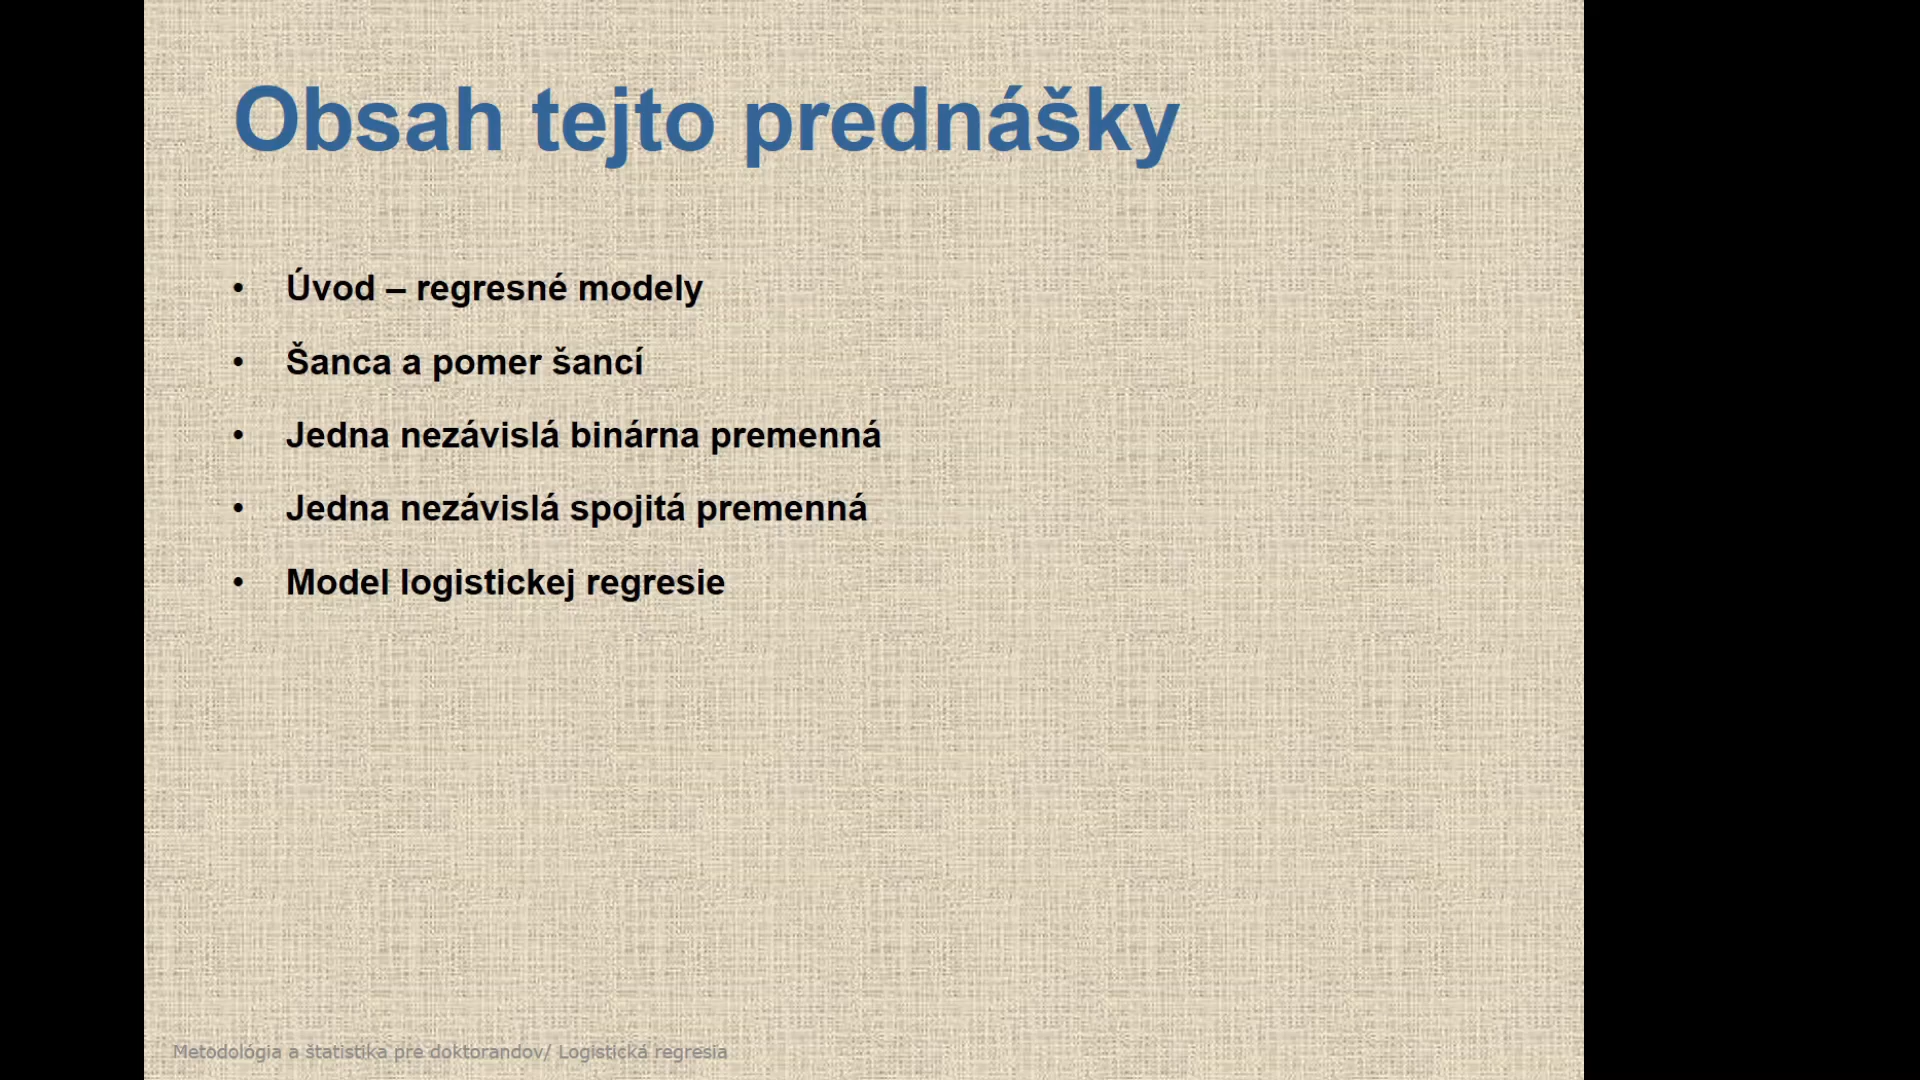 Obsah tejto prednášky
• Úvod – regresné modely
• Šanca a pomer šancí
• Jedna nezávislá binárna premenná
• Jedna nezávislá spojitá premenná
• Model logistickej regresie
Metodológia a štatistika pre doktorandov/ Logistická regresia